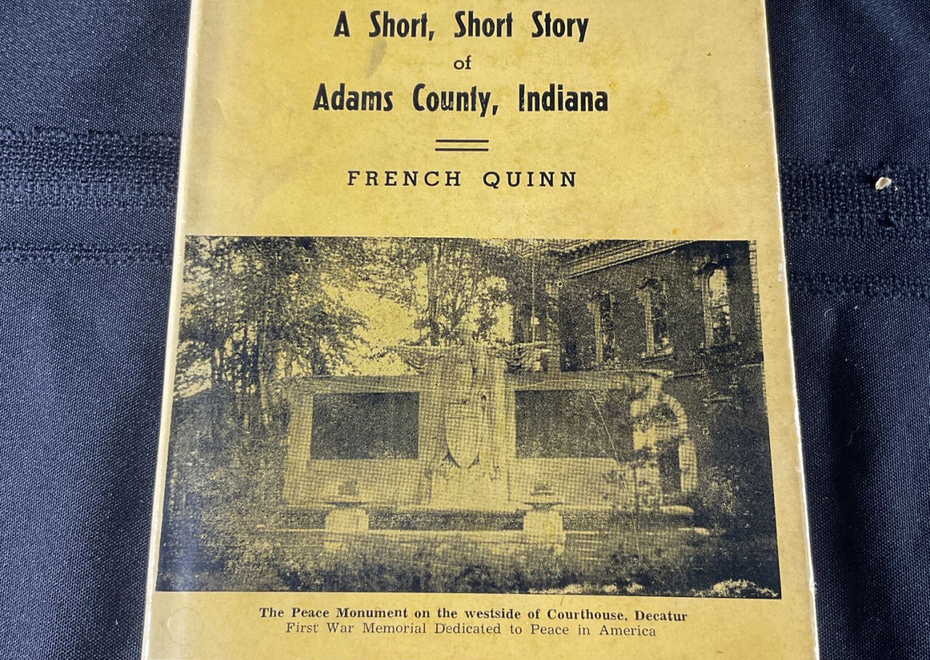 A Short, Short Story
of
Adams County, Indiana
FRENCH QUINN
The Peace Monument on the westside of Courthouse, Decatur
First War Memorial Dedicated to Peace in America